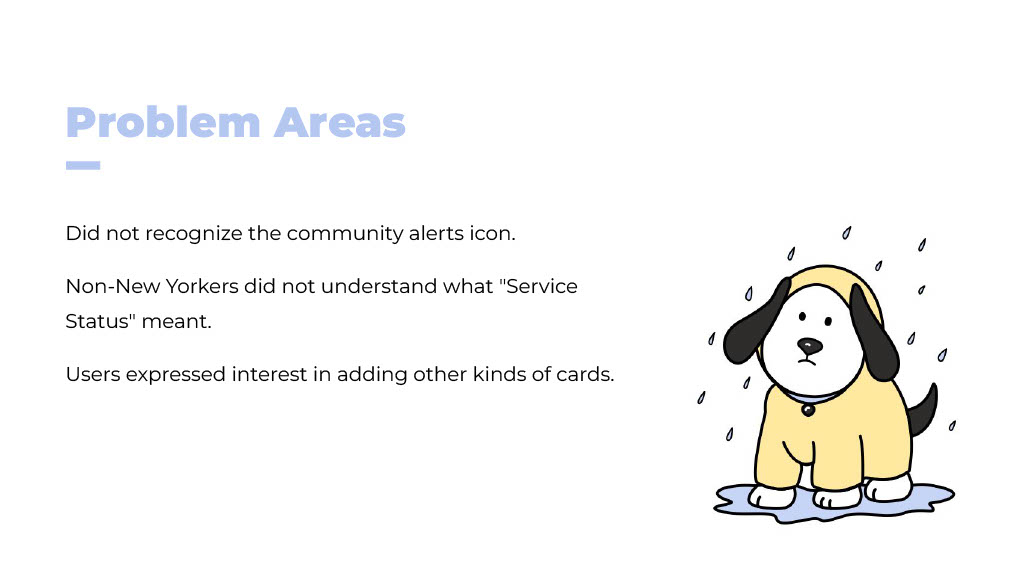 Problem Areas
Did not recognize the community alerts icon.
Non-New Yorkers did not understand what "Service
Status" meant.
Users expressed interest in adding other kinds of cards.